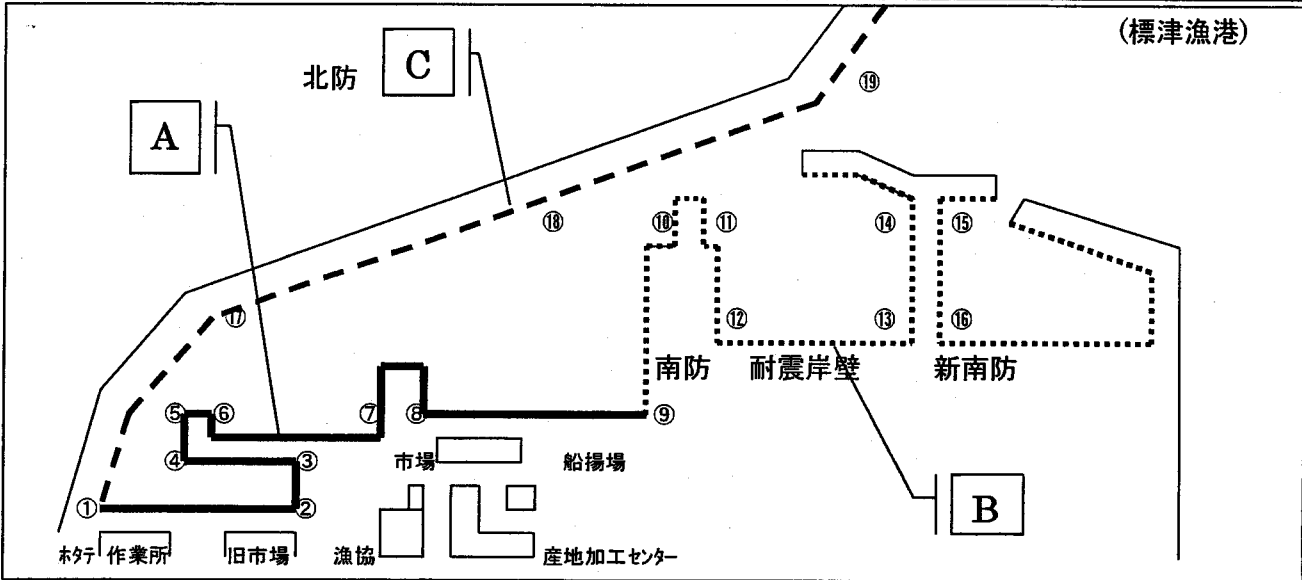 (標津漁港)
北防
C
A
⑲
⑱
⑩
⑪
⑭
⑮
⑰
⑫
⑬
⑯
南防
耐震岸壁
新南防
⑤
⑥
⑦
⑧
⑨
④
③
市場
船揚場
①
②
B
ホタテ 作業所
旧市場
漁協
産地加工センター